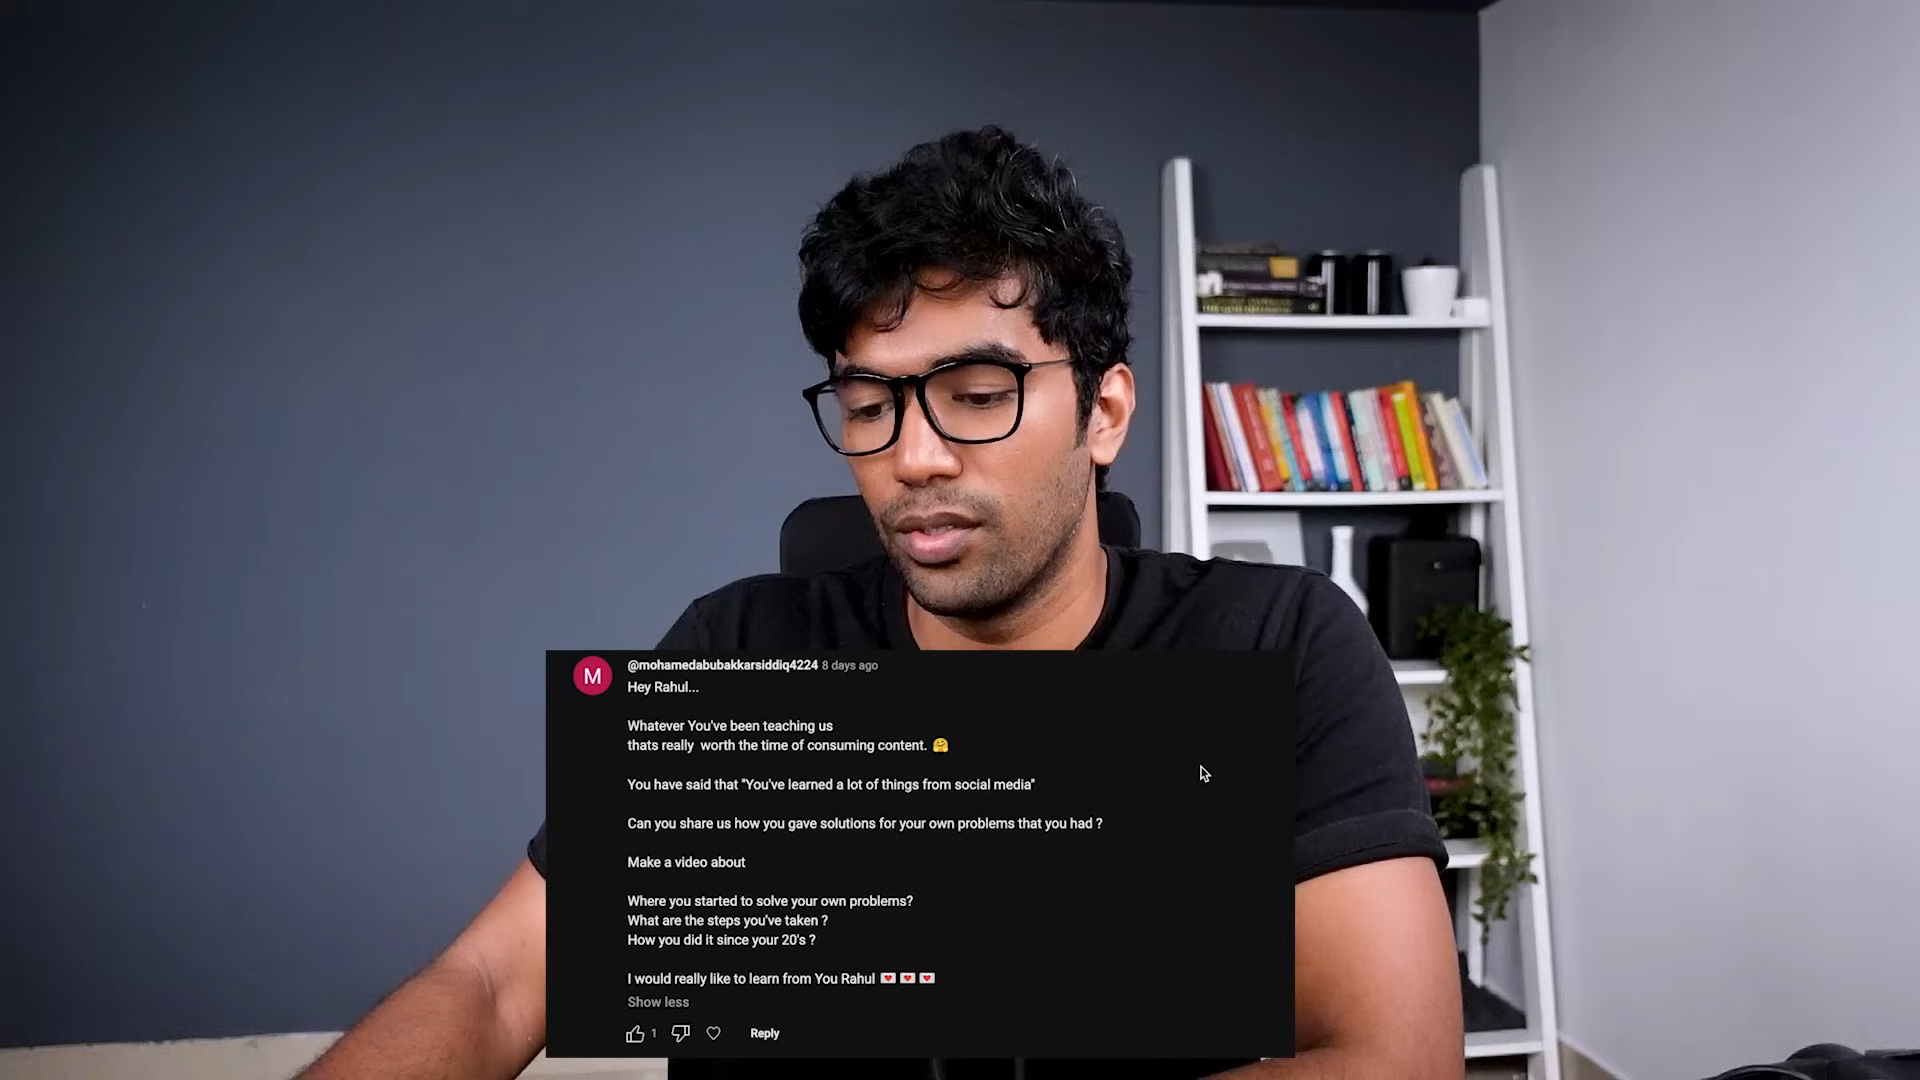 M
@mohamedabubakkarsiddiq4224 8 days ago
Hey Rahul...
Whatever You've been teaching us
thats really worth the time of consuming content. 🤗
You have said that "You've learned a lot of things from social media"
Can you share us how you gave solutions for your own problems that you had ?
Make a video about
Where you started to solve your own problems?
What are the steps you've taken ?
How you did it since your 20's ?
I would really like to learn from You Rahul 💌 💌 💌
Show less
1
Reply